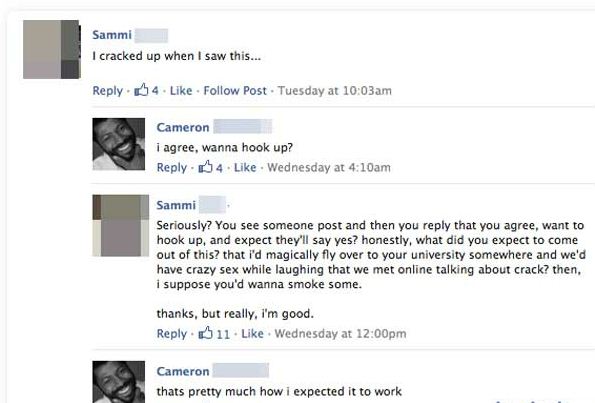 Sammi
I cracked up when I saw this...
Reply · 4 · Like · Follow Post · Tuesday at 10:03am
Cameron
i agree, wanna hook up?
Reply · 4 · Like · Wednesday at 4:10am
Sammi
Seriously? You see someone post and then you reply that you agree, want to
hook up, and expect they'll say yes? honestly, what did you expect to come
out of this? that i'd magically fly over to your university somewhere and we'd
have crazy sex while laughing that we met online talking about crack? then,
i suppose you'd wanna smoke some.
thanks, but really, i'm good.
Reply · 11 · Like · Wednesday at 12:00pm
Cameron
thats pretty much how i expected it to work